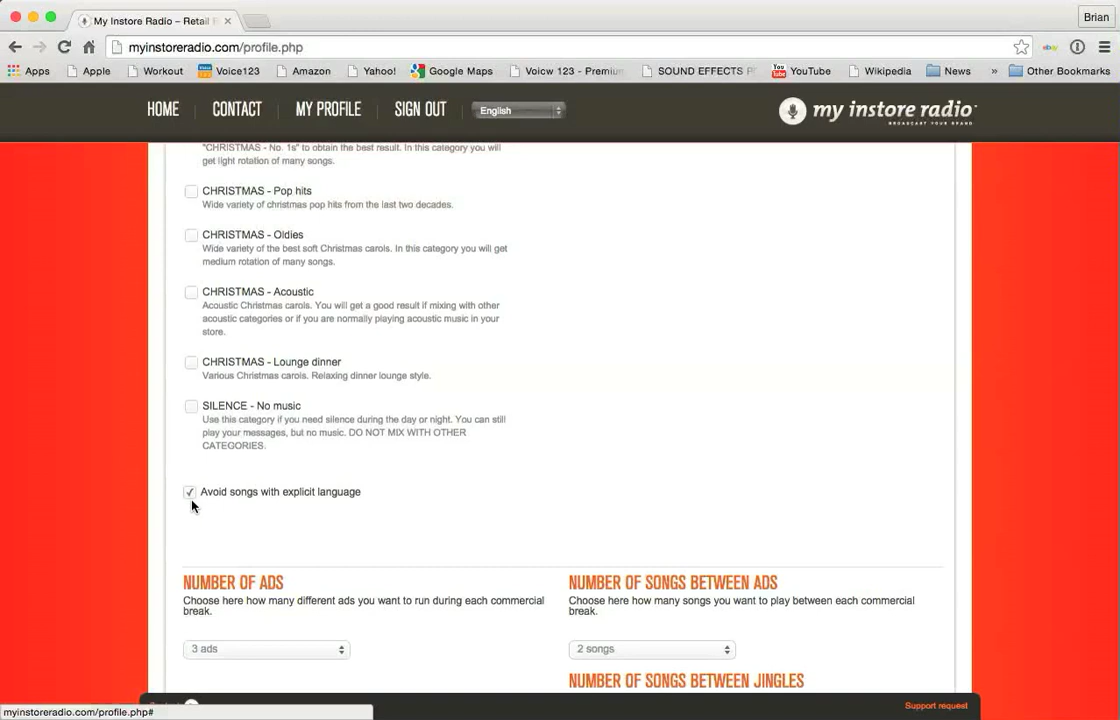 My Instore Radio – Retail
Brian
myinstoreradio.com/profile.php
Apps Apple Workout Voice123 Amazon Yahoo! Google Maps Voicw 123 - Premiu SOUND EFFECTS YouTube Wikipedia News » Other Bookmarks
HOME CONTACT MY PROFILE SIGN OUT English my instore radio
BROADCAST YOUR BRAND
"CHRISTMAS - No. 1s" to obtain the best result. In this category you will
get light rotation of many songs.
CHRISTMAS - Pop hits
Wide variety of christmas pop hits from the last two decades.
CHRISTMAS - Oldies
Wide variety of the best soft Christmas carols. In this category you will get
medium rotation of many songs.
CHRISTMAS - Acoustic
Acoustic Christmas carols. You will get a good result if mixing with other
acoustic categories or if you are normally playing acoustic music in your
store.
CHRISTMAS - Lounge dinner
Various Christmas carols. Relaxing dinner lounge style.
SILENCE - No music
Use this category if you need silence during the day or night. You can still
play your messages, but no music. DO NOT MIX WITH OTHER
CATEGORIES.
Avoid songs with explicit language
NUMBER OF ADS
Choose here how many different ads you want to run during each commercial
break.
3 ads
NUMBER OF SONGS BETWEEN ADS
Choose here how many songs you want to play between each commercial
break.
2 songs
NUMBER OF SONGS BETWEEN JINGLES
Support request
myinstoreradio.com/profile.php#